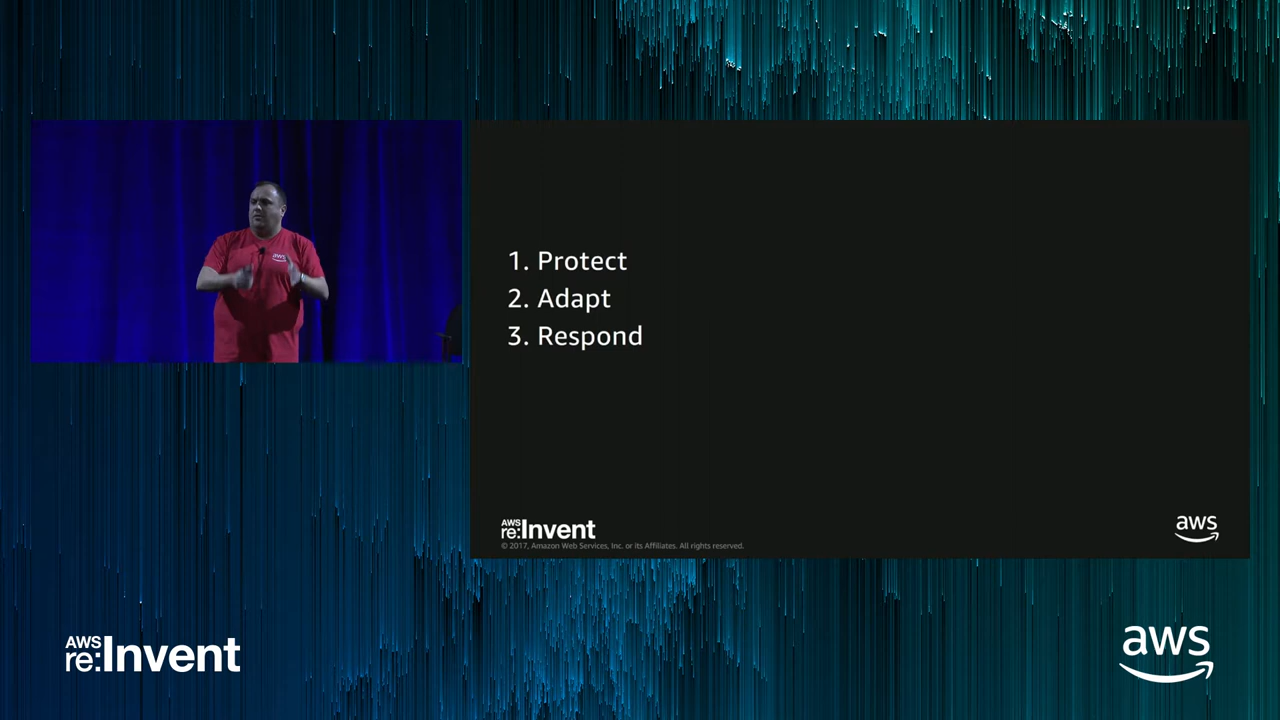 aws
1. Protect
2. Adapt
3. Respond
AWS
re:Invent
© 2017, Amazon Web Services, Inc. or its Affiliates. All rights reserved.
aws
AWS
re:Invent
aws